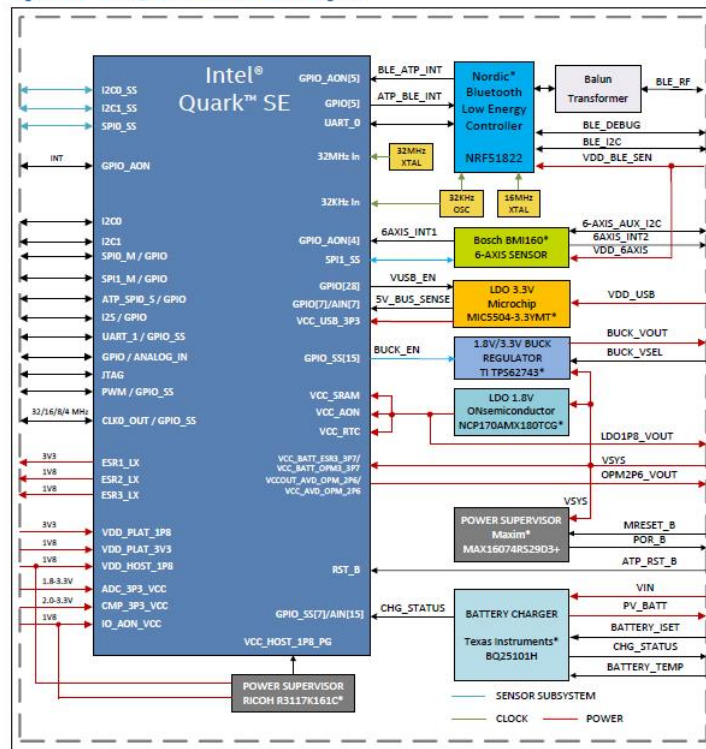 Intel®
Quark™ SE
I2C0_SS
I2C1_SS
SPI0_SS
INT
GPIO_AON
I2C0
I2C1
SPI0_M / GPIO
SPI1_M / GPIO
ATP_SPI0_S / GPIO
I2S / GPIO
UART_1 / GPIO_SS
GPIO / ANALOG_IN
JTAG
PWM / GPIO_SS
32/16/8/4 MHz
CLK0_OUT / GPIO_SS
3V3
ESR1_LX
1V8
ESR2_LX
1V8
ESR3_LX
3V3
VDD_PLAT_1P8
1V8
VDD_PLAT_3V3
1V8
VDD_HOST_1P8
1.8-3.3V
ADC_3P3_VCC
2.0-3.3V
CMP_3P3_VCC
1V8
IO_AON_VCC
GPIO_AON[5]
GPIO[5]
UART_0
32MHz In
32KHz In
GPIO_AON[4]
SPI1_SS
GPIO[28]
GPIO[7]/AIN[7]
VCC_USB_3P3
GPIO_SS[15]
VCC_SRAM
VCC_AON
VCC_RTC
VCC_BATT_ESR3_3P7/
VCC_BATT_OPM3_3P7
VCCOUT_AVD_OPM_2P6/
VCC_AVD_OPM_2P6
RST_B
GPIO_SS[7]/AIN[15]
VCC_HOST_1P8_PG
BLE_ATP_INT
ATP_BLE_INT
32MHz
XTAL
32KHz
OSC
16MHz
XTAL
6AXIS_INT1
VUSB_EN
5V_BUS_SENSE
BUCK_EN
CHG_STATUS
Nordic*
Bluetooth
Low Energy
Controller
NRF51822
Balun
Transformer
BLE_RF
BLE_DEBUG
BLE_I2C
VDD_BLE_SEN
Bosch BMI160*
6-AXIS SENSOR
6-AXIS_AUX_I2C
6AXIS_INT2
VDD_6AXIS
LDO 3.3V
Microchip
MIC5504-3.3YMT*
VDD_USB
1.8V/3.3V BUCK
REGULATOR
TI TPS62743*
BUCK_VOUT
BUCK_VSEL
LDO 1.8V
ONsemiconductor
NCP170AMX180TCG*
LDO1P8_VOUT
VSYS
OPM2P6_VOUT
VSYS
POWER SUPERVISOR
Maxim*
MAX16074RS29D3+
MRESET_B
POR_B
ATP_RST_B
BATTERY CHARGER
Texas Instruments*
BQ25101H
VIN
PV_BATT
BATTERY_ISET
CHG_STATUS
BATTERY_TEMP
POWER SUPERVISOR
RICOH R3117K161C*
SENSOR SUBSYSTEM
CLOCK
POWER